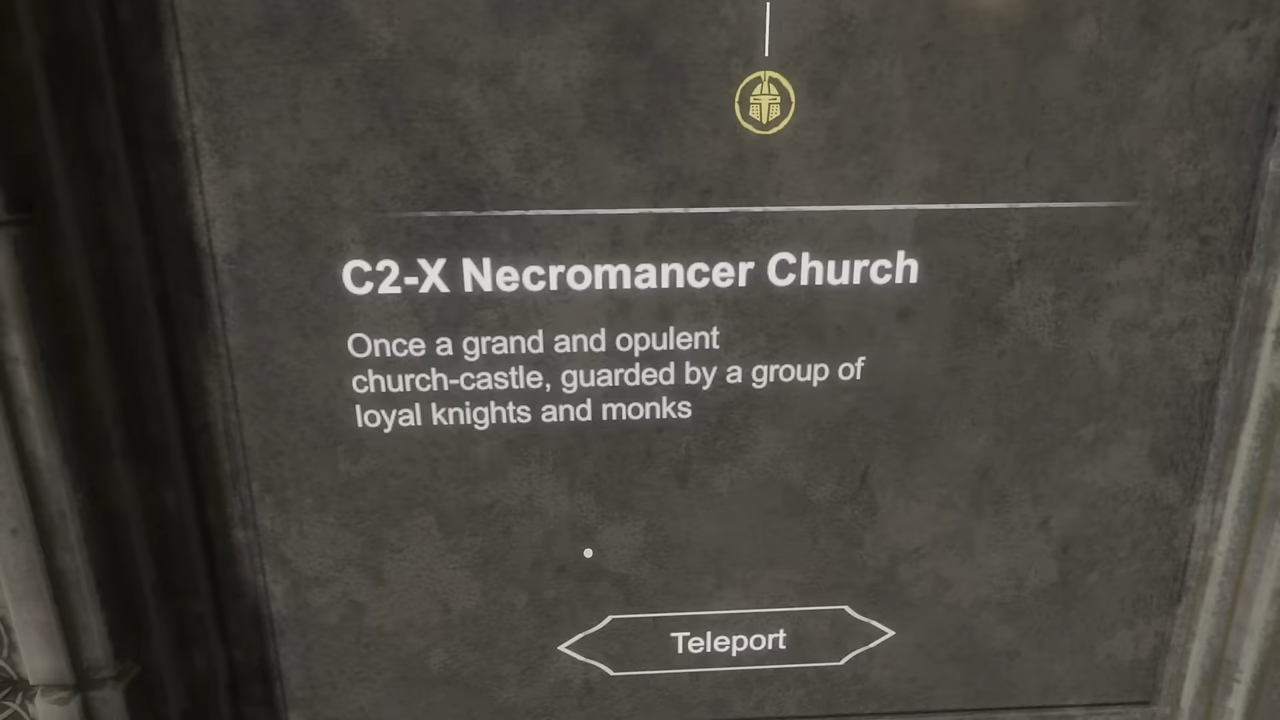 C2-X Necromancer Church
Once a grand and opulent
church-castle, guarded by a group of
loyal knights and monks
Teleport